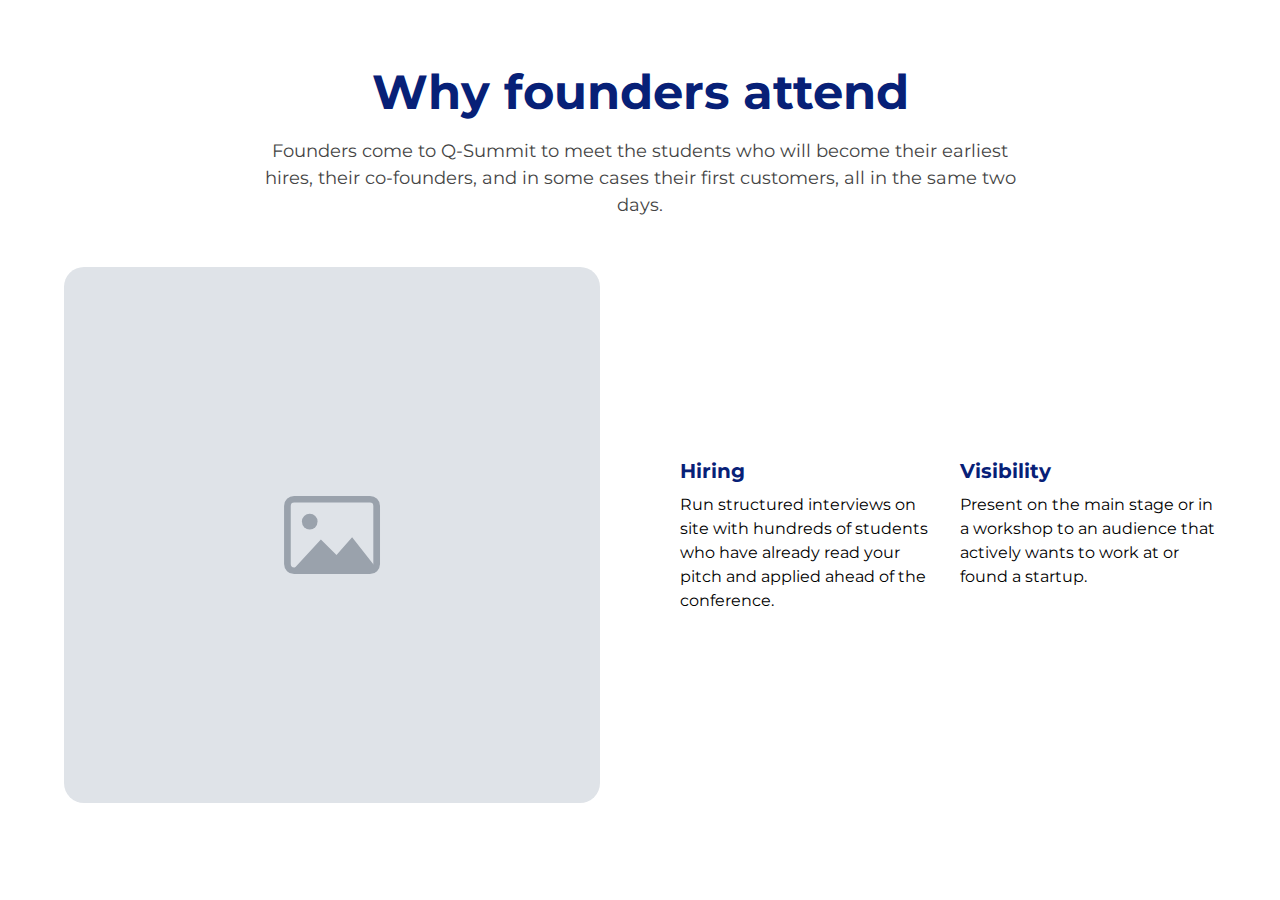 Why founders attend
Founders come to Q-Summit to meet the students who will become their earliest
hires, their co-founders, and in some cases their first customers, all in the same two
days.
Hiring
Run structured interviews on
site with hundreds of students
who have already read your
pitch and applied ahead of the
conference.
Visibility
Present on the main stage or in
a workshop to an audience that
actively wants to work at or
found a startup.